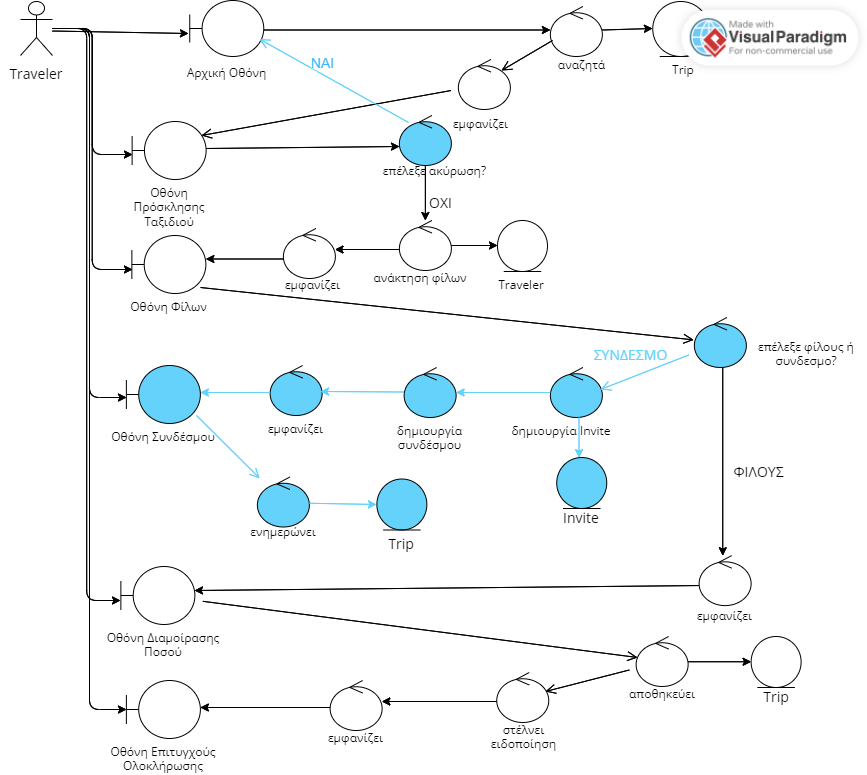 Made with
Visual Paradigm
For non-commercial use
Traveler
Αρχική Οθόνη
αναζητά
Trip
ΝΑΙ
εμφανίζει
επέλεξε ακύρωση?
Οθόνη
Πρόσκλησης
Ταξιδιού
ΟΧΙ
εμφανίζει
ανάκτηση φίλων
Traveler
Οθόνη Φίλων
επέλεξε φίλους ή
συνδεσμο?
ΣΥΝΔΕΣΜΟ
Οθόνη Συνδέσμου
εμφανίζει
δημιουργία
συνδέσμου
δημιουργία Invite
ΦΙΛΟΥΣ
Invite
ενημερώνει
Trip
εμφανίζει
Οθόνη Διαμοίρασης
Ποσού
αποθηκεύει
Trip
στέλνει
ειδοποίηση
εμφανίζει
Οθόνη Επιτυχούς
Ολοκλήρωσης